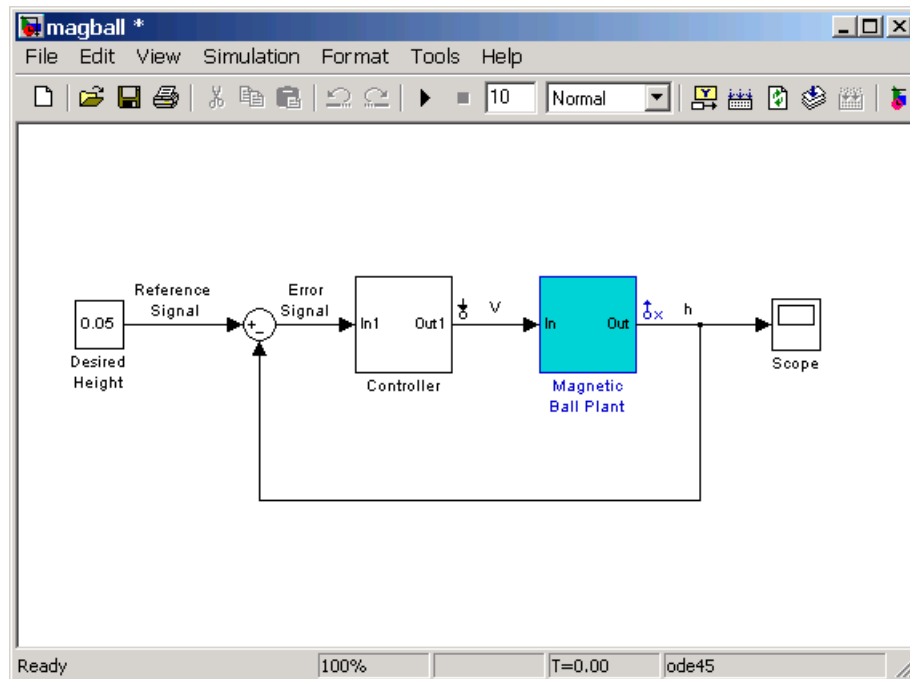 magball *
File Edit View Simulation Format Tools Help
10 Normal
Reference
Signal
Error
Signal
0.05
+
-
In1 Out1
V
In Out
x
h
Desired
Height
Controller
Magnetic
Ball Plant
Scope
Ready 100% T=0.00 ode45